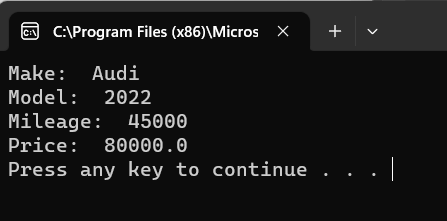 C:\Program Files (x86)\Micros
Make:  Audi
Model:  2022
Mileage:  45000
Price:  80000.0
Press any key to continue . . .